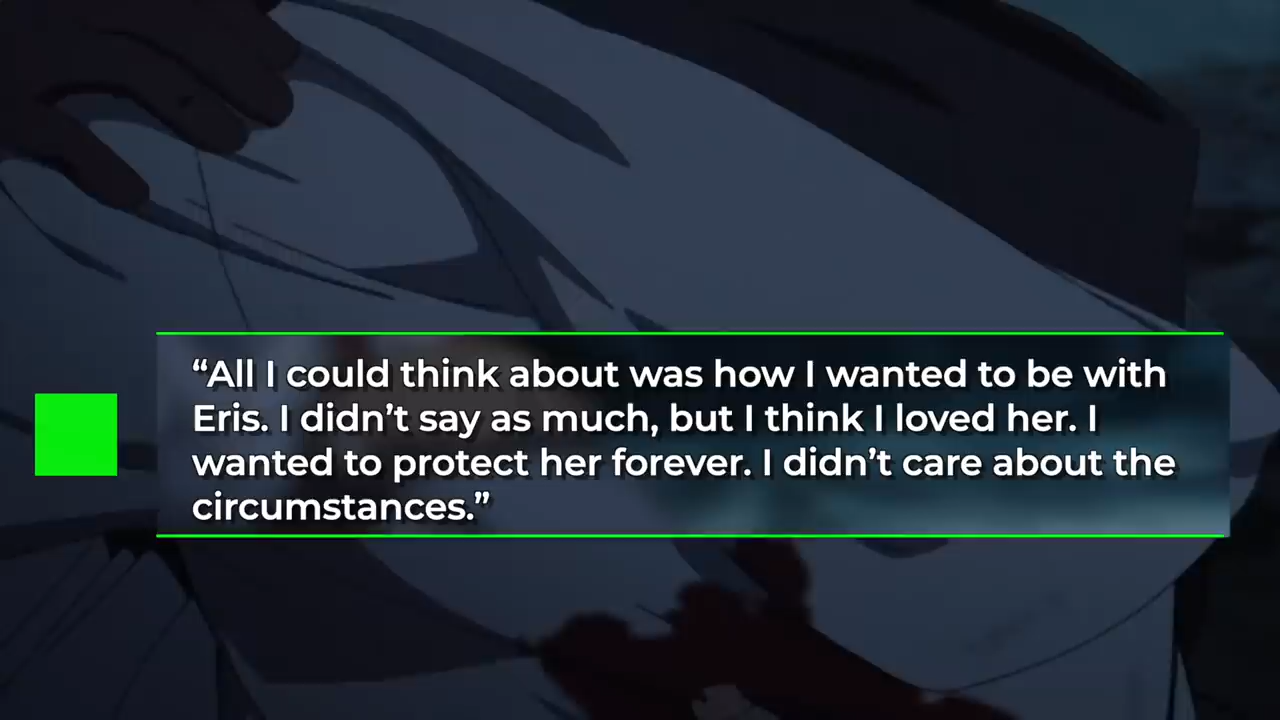 “All I could think about was how I wanted to be with
Eris. I didn’t say as much, but I think I loved her. I
wanted to protect her forever. I didn’t care about the
circumstances.”